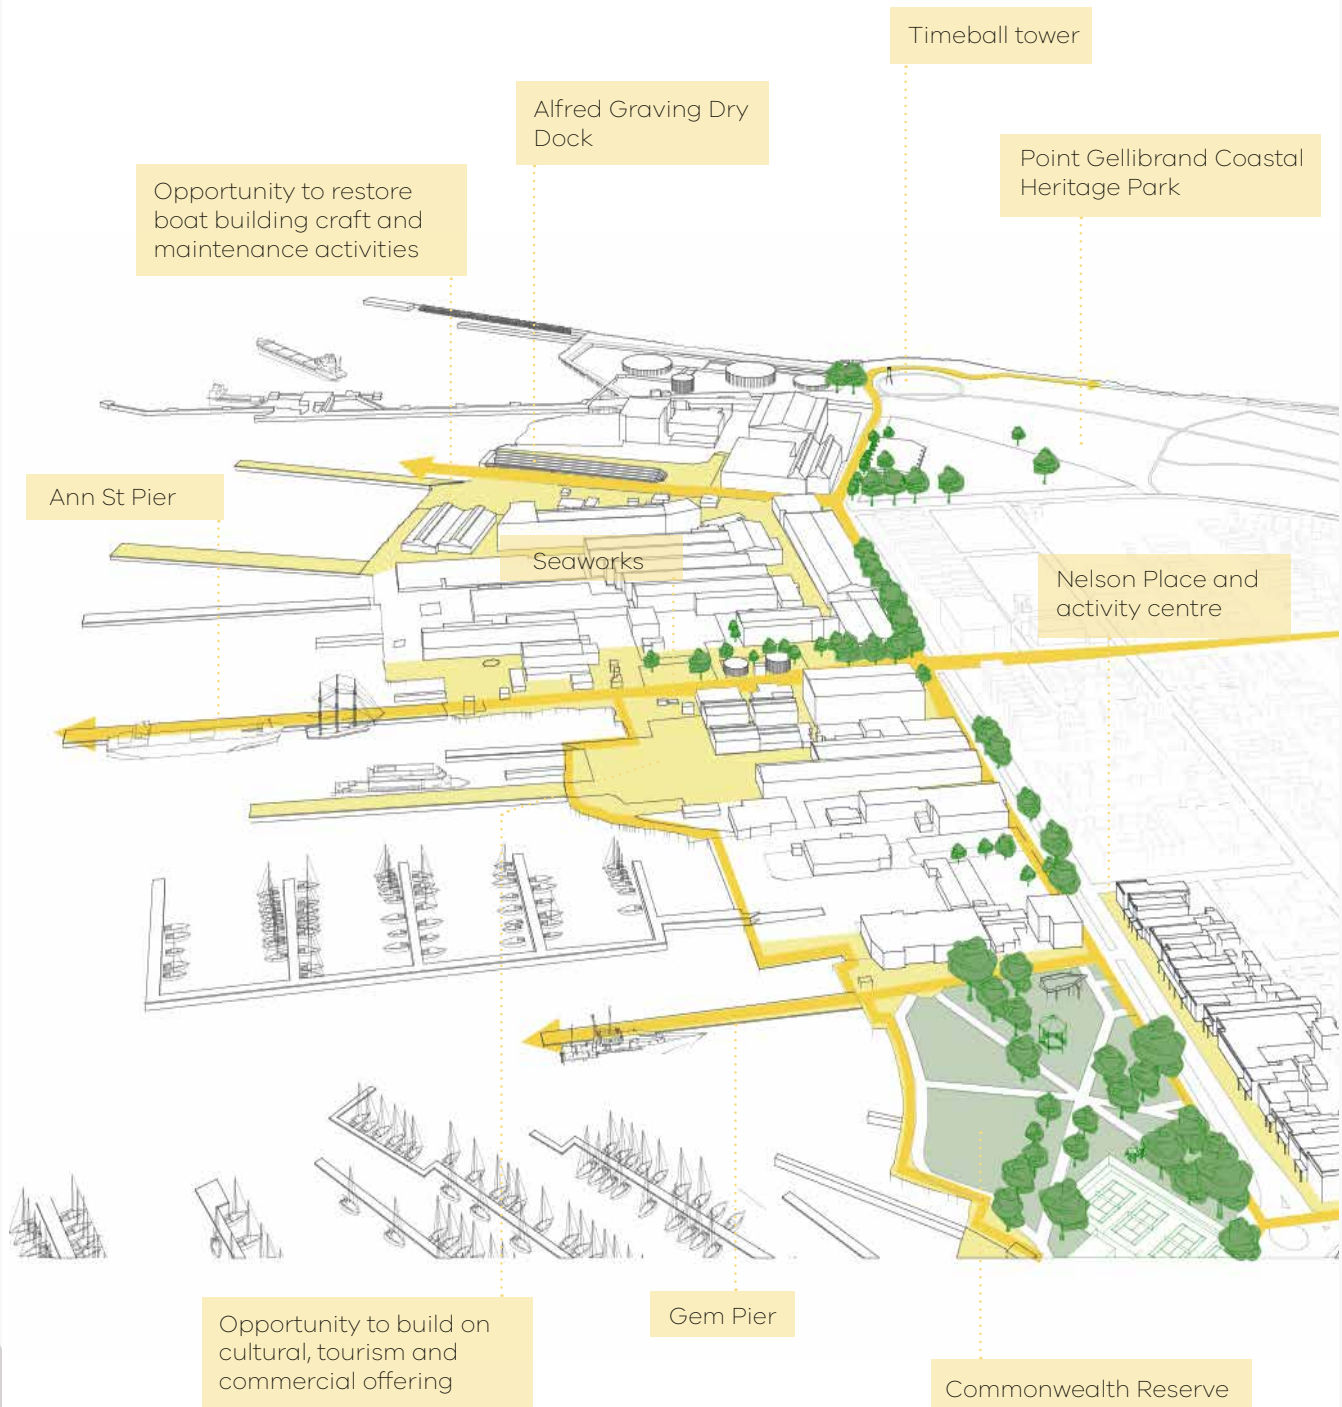 Timeball tower
Alfred Graving Dry
Dock
Point Gellibrand Coastal
Heritage Park
Opportunity to restore
boat building craft and
maintenance activities
Ann St Pier
Seaworks
Nelson Place and
activity centre
Opportunity to build on
cultural, tourism and
commercial offering
Gem Pier
Commonwealth Reserve